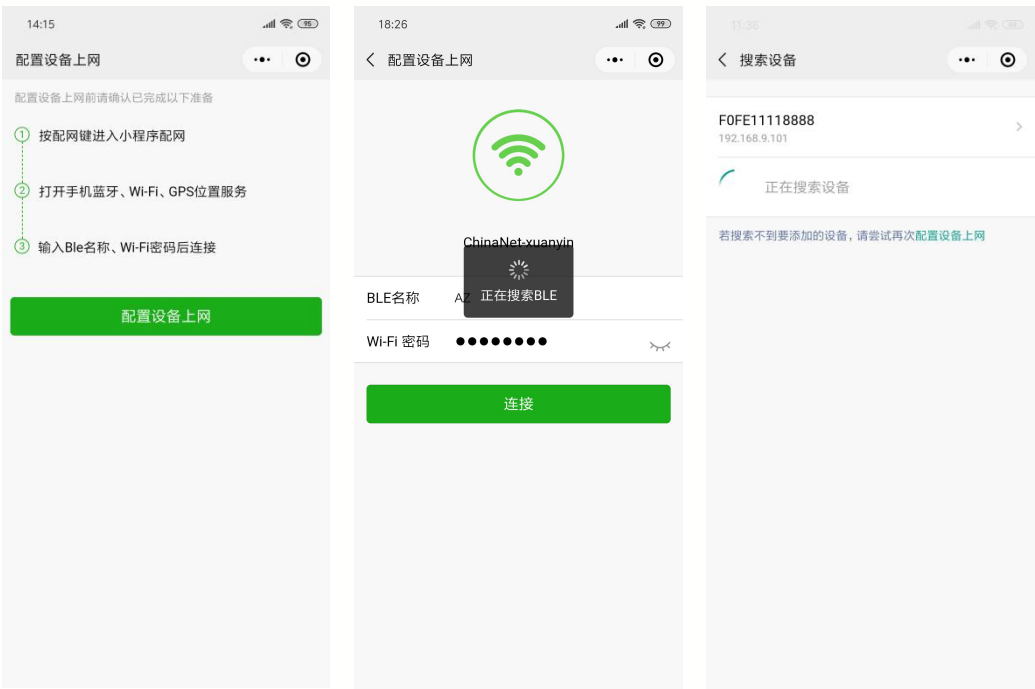 14:15
95
配置设备上网
配置设备上网前请确认已完成以下准备
1 按配网键进入小程序配网
2 打开手机蓝牙、Wi-Fi、GPS位置服务
3 输入Ble名称、Wi-Fi密码后连接
配置设备上网
18:26
99
配置设备上网
ChinaNet-xuanyin
正在搜索BLE
BLE名称 AZ
Wi-Fi 密码 ●●●●●●●●
连接
11:38
搜索设备
F0FE11118888
192.168.9.101
正在搜索设备
若搜索不到要添加的设备，请尝试再次配置设备上网